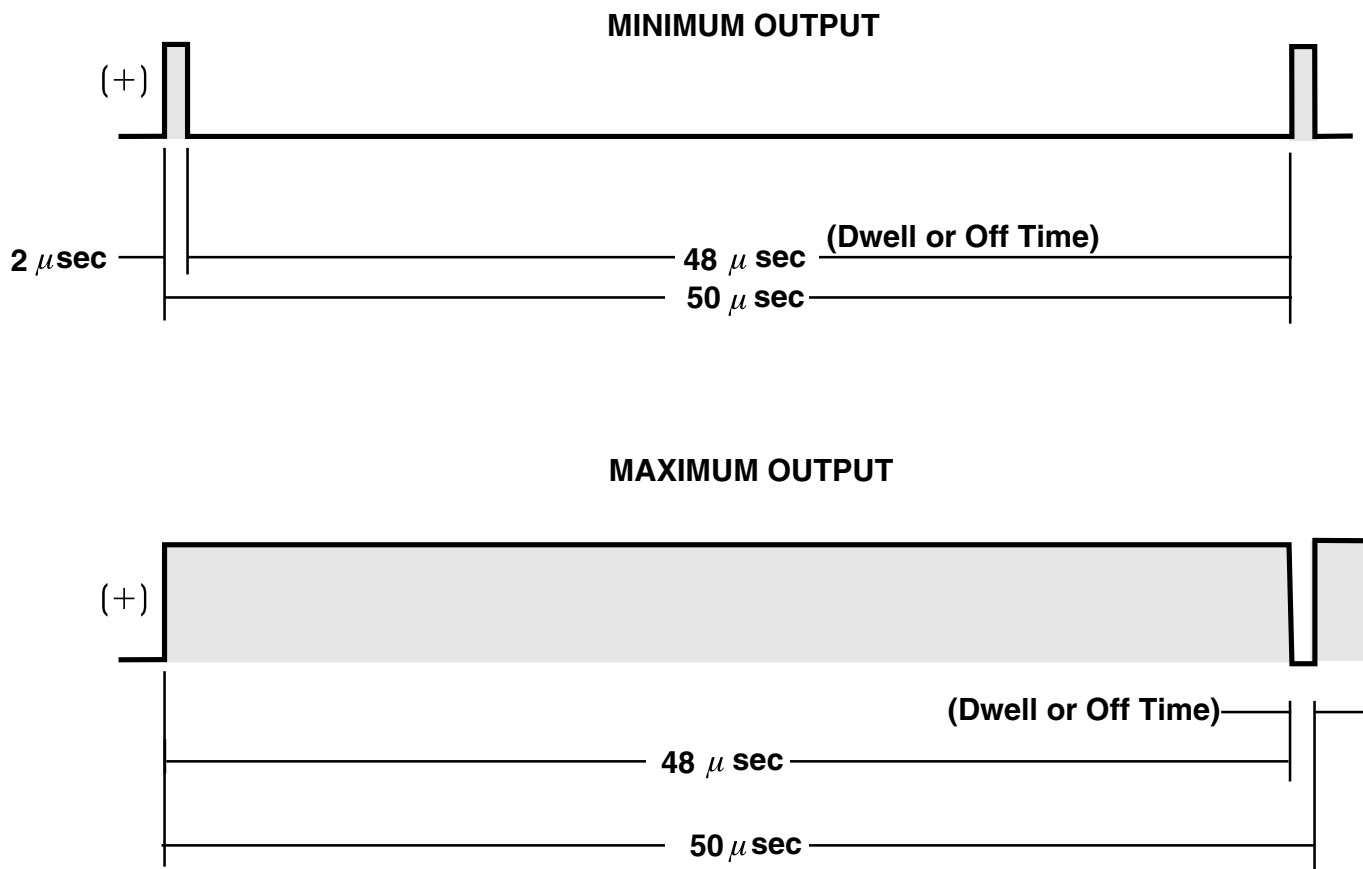 MINIMUM OUTPUT
(+)
2 μsec
48 μ sec (Dwell or Off Time)
50 μ sec
MAXIMUM OUTPUT
(+)
(Dwell or Off Time)
48 μ sec
50 μ sec